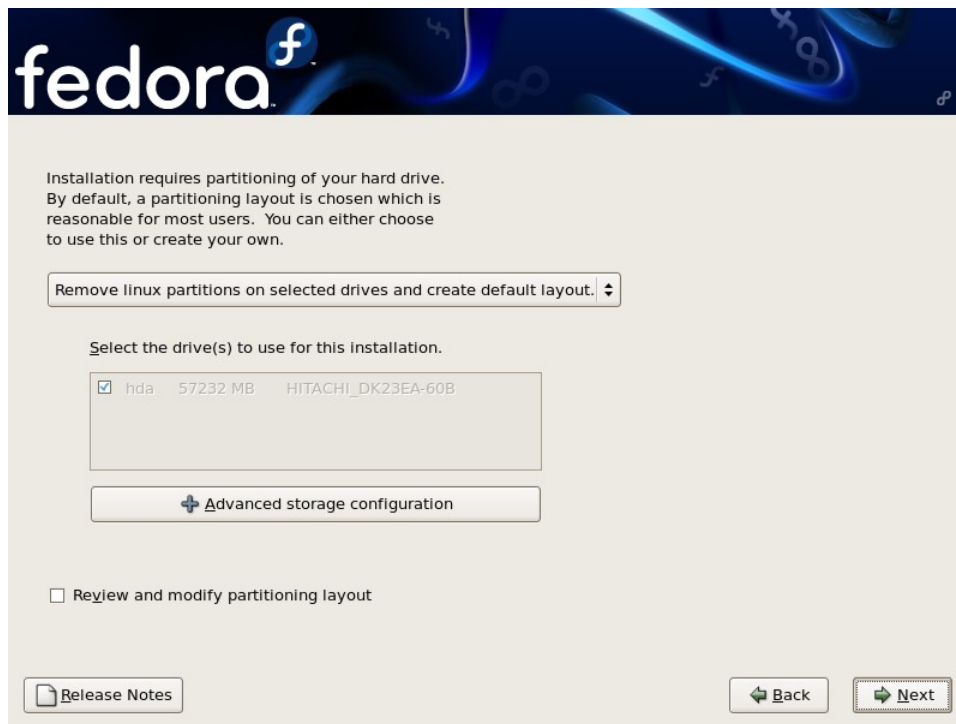 fedora
Installation requires partitioning of your hard drive.
By default, a partitioning layout is chosen which is
reasonable for most users.  You can either choose
to use this or create your own.
Remove linux partitions on selected drives and create default layout.
Select the drive(s) to use for this installation.
hda 57232 MB HITACHI_DK23EA-60B
Advanced storage configuration
Review and modify partitioning layout
Release Notes
Back
Next